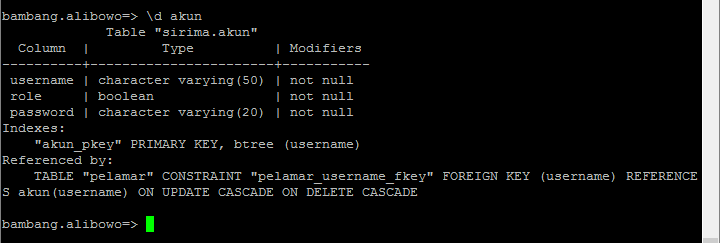 bambang.alibowo=> \d akun
Table "sirima.akun"
Column | Type | Modifiers
----------+-----------------------+-----------
username | character varying(50) | not null
role | boolean | not null
password | character varying(20) | not null
Indexes:
"akun_pkey" PRIMARY KEY, btree (username)
Referenced by:
TABLE "pelamar" CONSTRAINT "pelamar_username_fkey" FOREIGN KEY (username) REFERENCE
S akun(username) ON UPDATE CASCADE ON DELETE CASCADE
bambang.alibowo=>